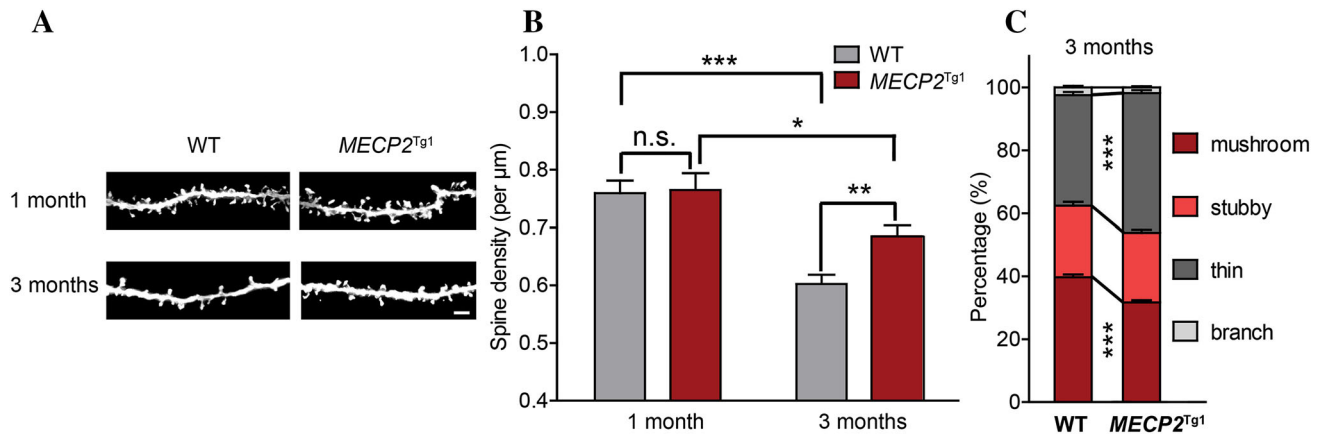 A
WT
MECP2Tg1
1 month
3 months
B
Spine density (per µm)
1.0
0.9
0.8
0.7
0.6
0.5
0.4
WT
MECP2Tg1
***
n.s.
*
**
1 month
3 months
C
3 months
Percentage (%)
100
80
60
40
20
0
***
***
WT
MECP2Tg1
mushroom
stubby
thin
branch